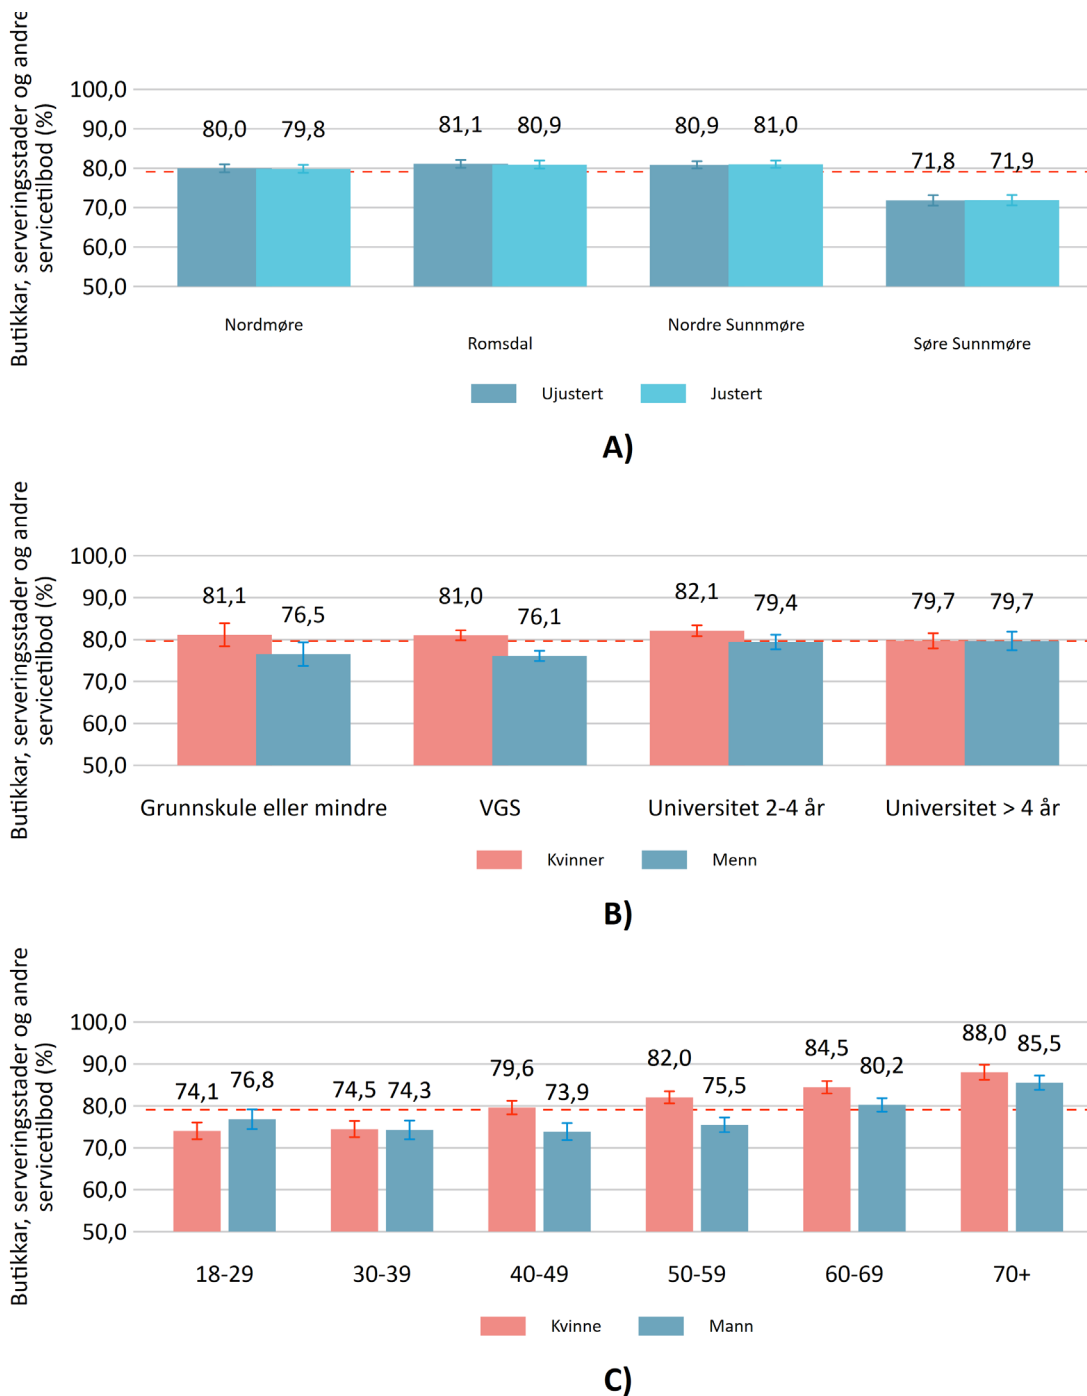 Butikkar, serveringsstader og andre
servicetilbod (%)
100,0
90,0
80,0
70,0
60,0
50,0
80,0 79,8 81,1 80,9 80,9 81,0 71,8 71,9
Nordmøre Romsdal Nordre Sunnmøre Søre Sunnmøre
Ujustert Justert
A)
Butikkar, serveringsstader og andre
servicetilbod (%)
100,0
90,0
80,0
70,0
60,0
50,0
81,1 76,5 81,0 76,1 82,1 79,4 79,7 79,7
Grunnskule eller mindre VGS Universitet 2-4 år Universitet > 4 år
Kvinner Menn
B)
Butikkar, serveringsstader og andre
servicetilbod (%)
100,0
90,0
80,0
70,0
60,0
50,0
74,1 76,8 74,5 74,3 79,6 73,9 82,0 75,5 84,5 80,2 88,0 85,5
18-29 30-39 40-49 50-59 60-69 70+
Kvinne Mann
C)